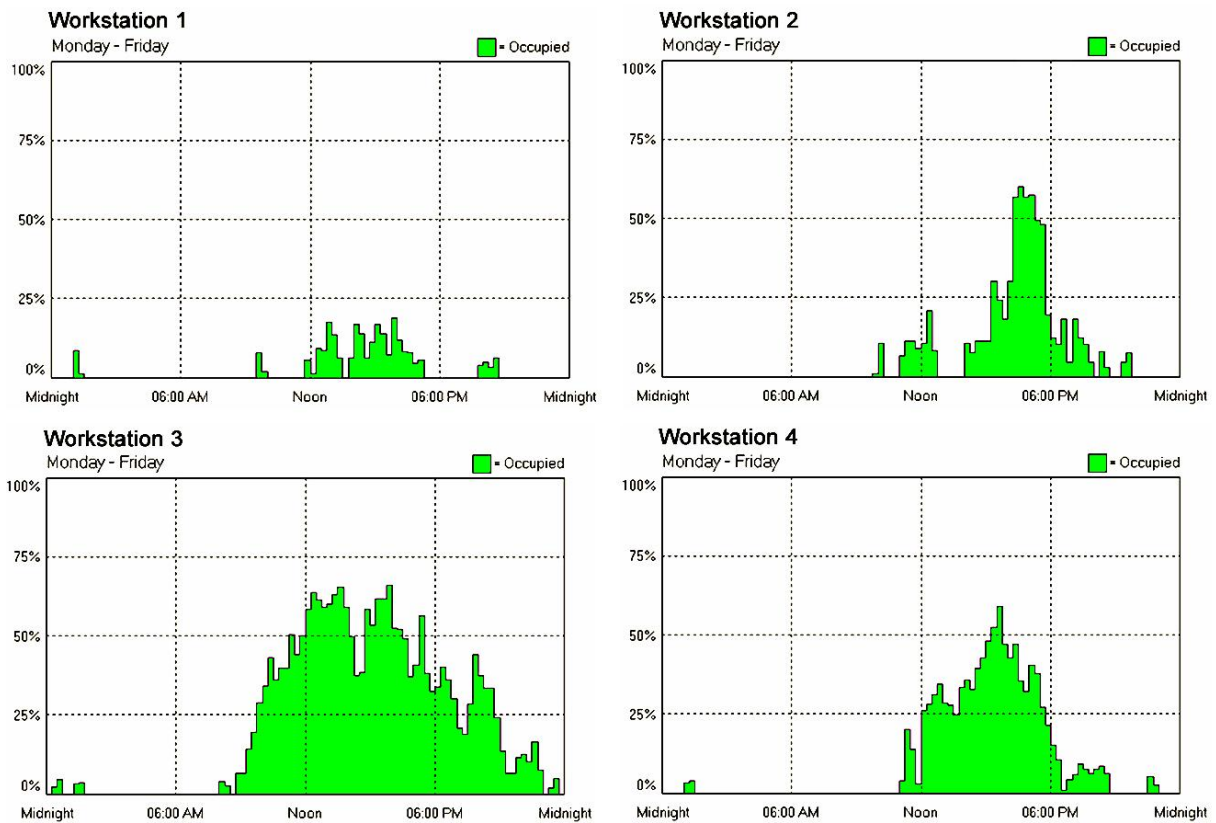 Workstation 1
Monday - Friday
= Occupied
100%
75%
50%
25%
0%
Midnight 06:00 AM Noon 06:00 PM Midnight
Workstation 2
Monday - Friday
= Occupied
100%
75%
50%
25%
0%
Midnight 06:00 AM Noon 06:00 PM Midnight
Workstation 3
Monday - Friday
= Occupied
100%
75%
50%
25%
0%
Midnight 06:00 AM Noon 06:00 PM Midnight
Workstation 4
Monday - Friday
= Occupied
100%
75%
50%
25%
0%
Midnight 06:00 AM Noon 06:00 PM Midnight